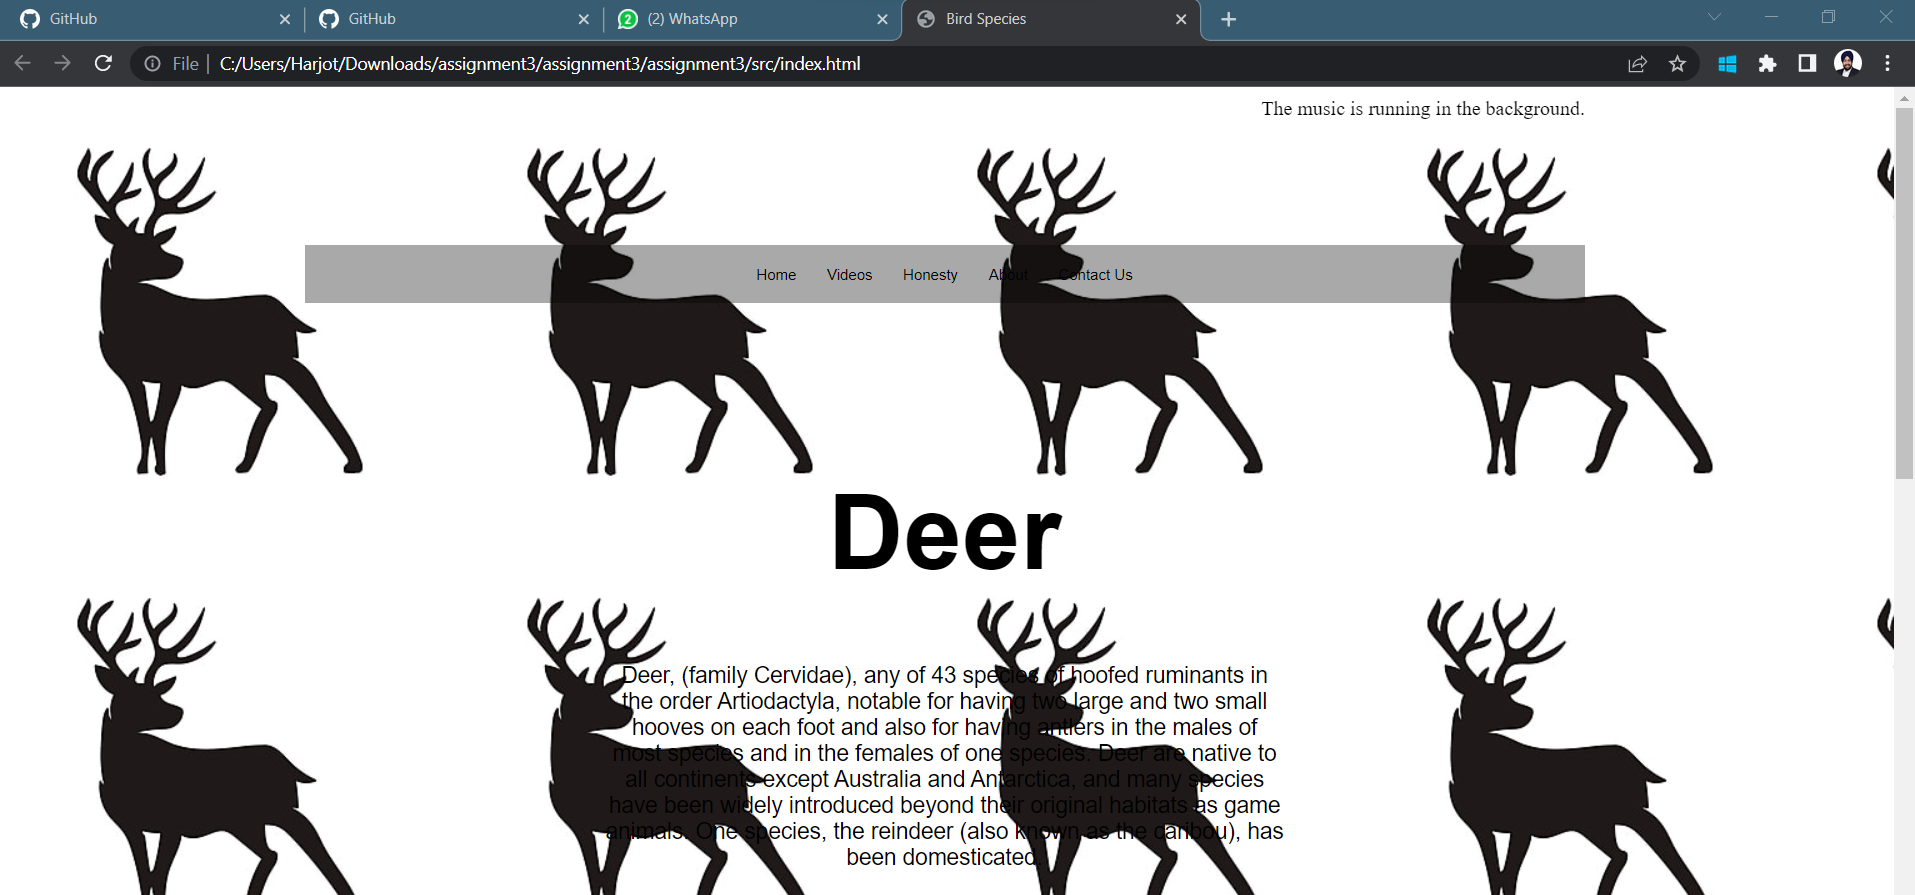 GitHub
GitHub
(2) WhatsApp
Bird Species
File | C:/Users/Harjot/Downloads/assignment3/assignment3/assignment3/src/index.html
The music is running in the background.
Home Videos Honesty About Contact Us
Deer
Deer, (family Cervidae), any of 43 species of hoofed ruminants in
the order Artiodactyla, notable for having two large and two small
hooves on each foot and also for having antlers in the males of
most species and in the females of one species. Deer are native to
all continents except Australia and Antarctica, and many species
have been widely introduced beyond their original habitats as game
animals. One species, the reindeer (also known as the caribou), has
been domesticated.